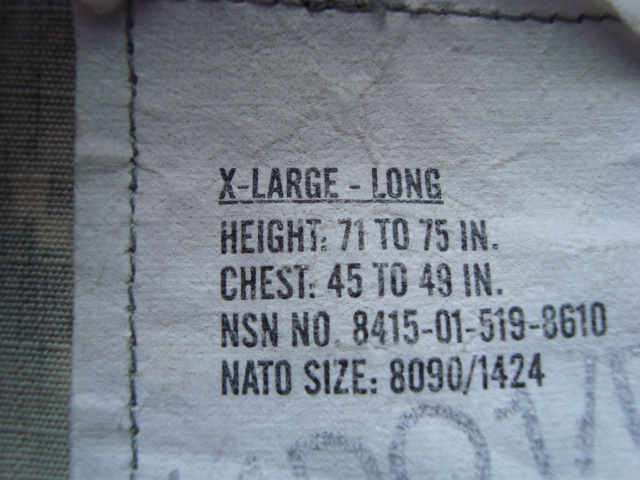 X-LARGE - LONG
HEIGHT: 71 TO 75 IN.
CHEST: 45 TO 49 IN.
NSN NO. 8415-01-519-8610
NATO SIZE: 8090/1424